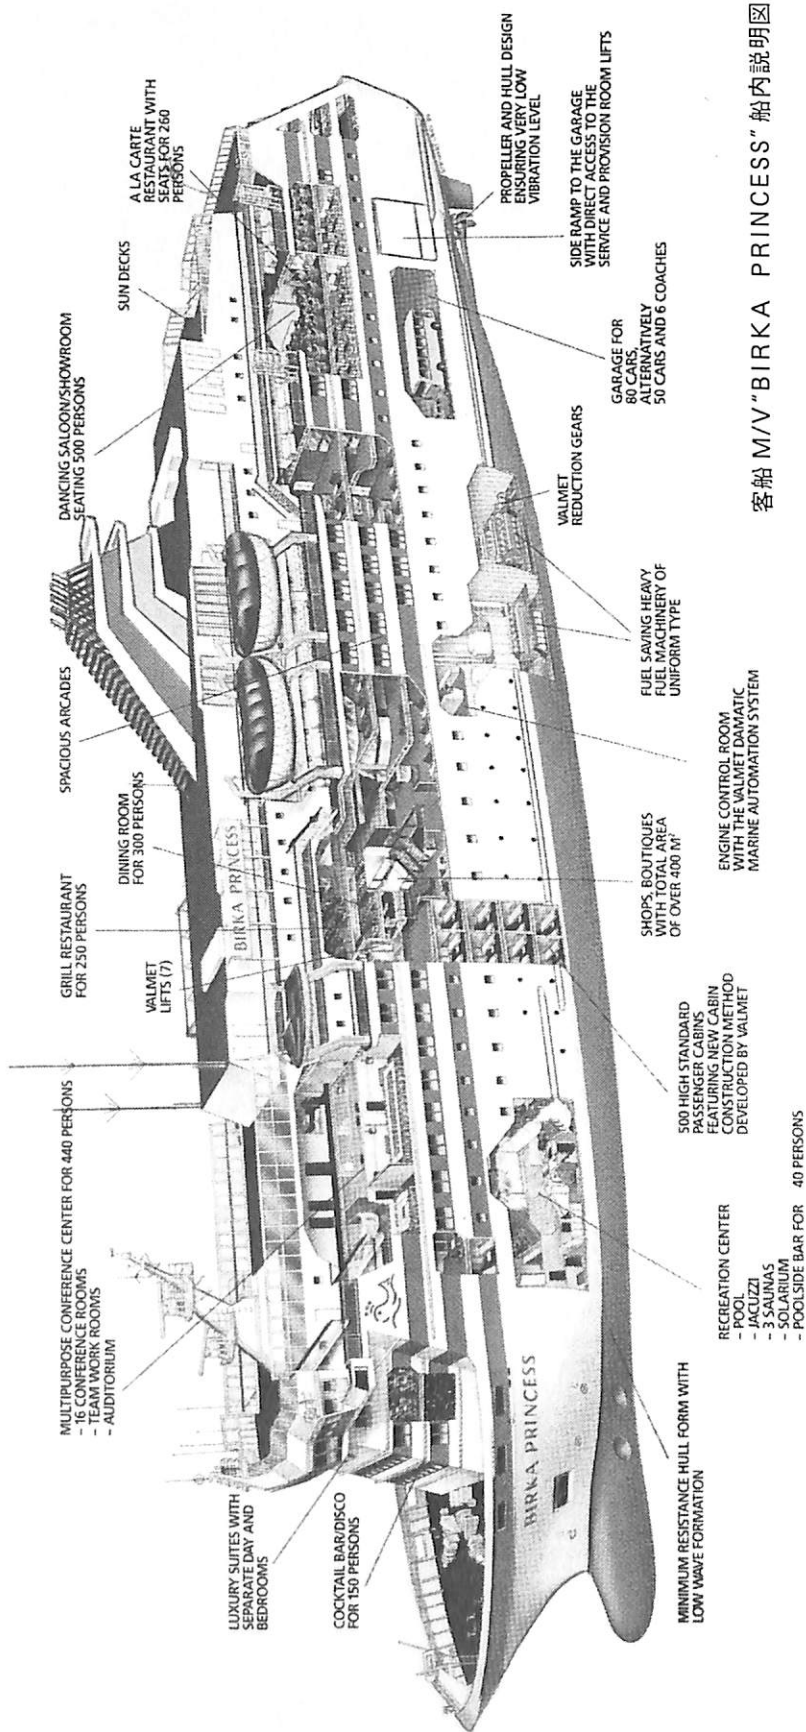 MULTIPURPOSE CONFERENCE CENTER FOR 440 PERSONS
- 16 CONFERENCE ROOMS
- TEAM WORK ROOMS
- AUDITORIUM
GRILL RESTAURANT
FOR 250 PERSONS
SPACIOUS ARCADES
DANCING SALOON/SHOWROOM
SEATING 500 PERSONS
SUN DECKS
A LA CARTE
RESTAURANT WITH
SEATS FOR 260
PERSONS
DINING ROOM
FOR 300 PERSONS
VALMET
LIFTS (7)
BIRKA PRINCESS
LUXURY SUITES WITH
SEPARATE DAY AND
BEDROOMS
COCKTAIL BAR/DISCO
FOR 150 PERSONS
BIRKA PRINCESS
MINIMUM RESISTANCE HULL FORM WITH
LOW WAVE FORMATION
RECREATION CENTER
- POOL
- JACUZZI
- 3 SAUNAS
- SOLARIUM
- POOLSIDE BAR FOR 40 PERSONS
500 HIGH STANDARD
PASSENGER CABINS
FEATURING NEW CABIN
CONSTRUCTION METHOD
DEVELOPED BY VALMET
SHOPS, BOUTIQUES
WITH TOTAL AREA
OF OVER 400 M²
ENGINE CONTROL ROOM
WITH THE VALMET DAMATIC
MARINE AUTOMATION SYSTEM
FUEL SAVING HEAVY
FUEL MACHINERY OF
UNIFORM TYPE
VALMET
REDUCTION GEARS
GARAGE FOR
80 CARS,
ALTERNATIVELY
50 CARS AND 6 COACHES
SIDE RAMP TO THE GARAGE
WITH DIRECT ACCESS TO THE
SERVICE AND PROVISION ROOM LIFTS
PROPELLER AND HULL DESIGN
ENSURING VERY LOW
VIBRATION LEVEL
客船 M/V"BIRKA PRINCESS" 船内説明図